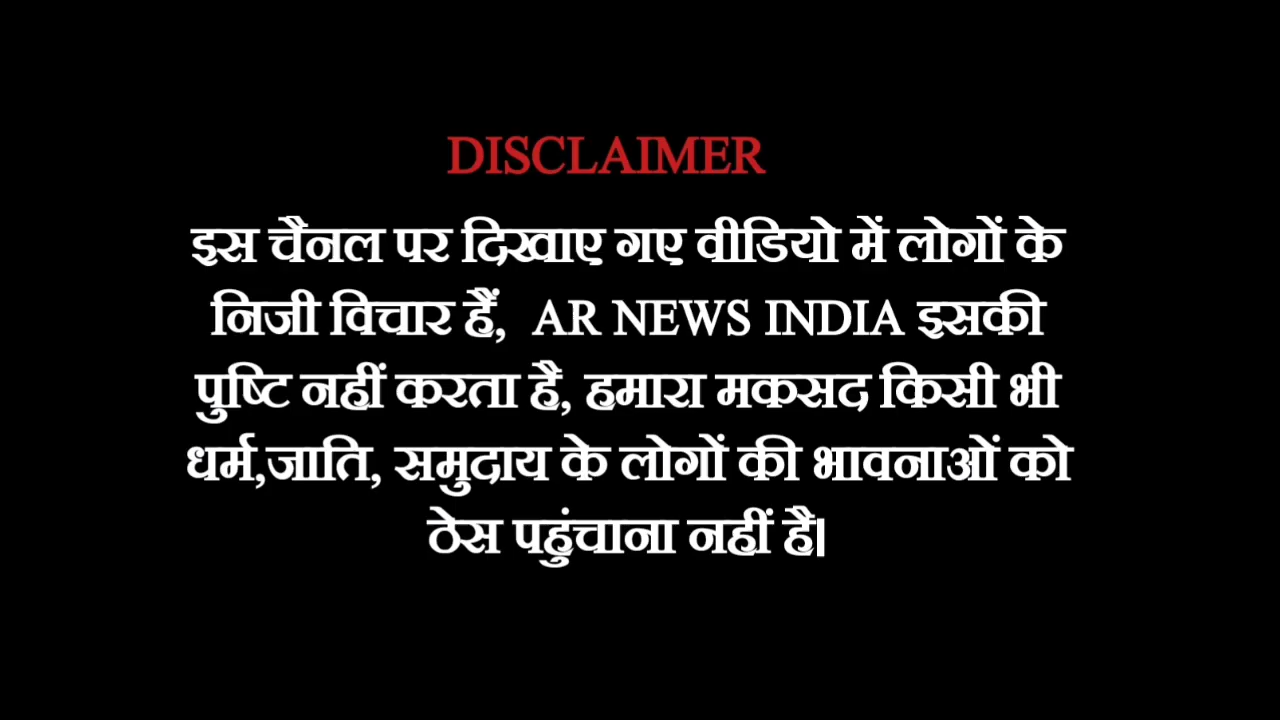 DISCLAIMER
इस चैनल पर दिखाए गए वीडियो में लोगों के
निजी विचार हैं, AR NEWS INDIA इसकी
पुष्टि नहीं करता है, हमारा मकसद किसी भी
धर्म,जाति, समुदाय के लोगों की भावनाओं को
ठेस पहुंचाना नहीं है।